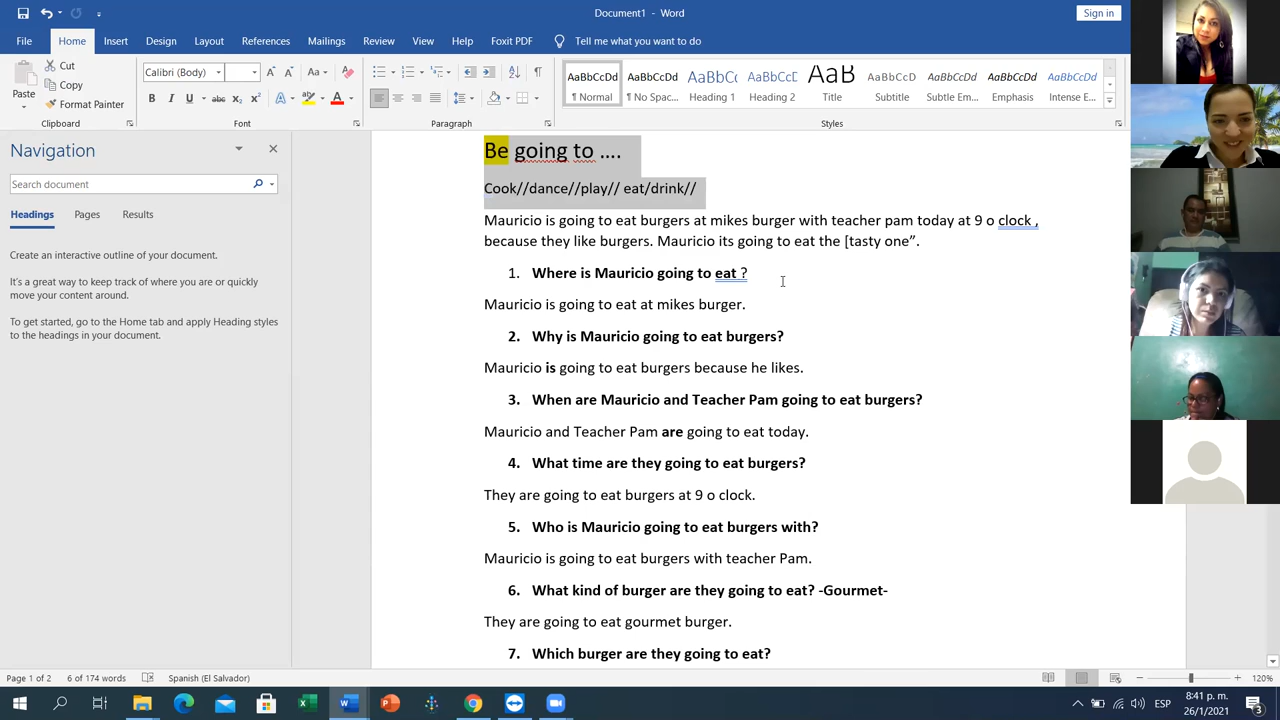 Document1 - Word
Sign in
File Home Insert Design Layout References Mailings Review View Help Foxit PDF Tell me what you want to do
Paste
Cut
Copy
Format Painter
Clipboard
Calibri (Body)
Font
Paragraph
AaBbCcDd AaBbCcDd AaBbC( AaBbCcC AaB AaBbCcD AaBbCcDd AaBbCcDd AaBbCcDd
¶ Normal ¶ No Spac... Heading 1 Heading 2 Title Subtitle Subtle Em... Emphasis Intense E...
Styles
Navigation
Search document
Headings Pages Results
Create an interactive outline of your document.
It's a great way to keep track of where you are or quickly
move your content around.
To get started, go to the Home tab and apply Heading styles
to the headings in your document.
Be going to ....
Cook//dance//play// eat/drink//
Mauricio is going to eat burgers at mikes burger with teacher pam today at 9 o clock ,
because they like burgers. Mauricio its going to eat the [tasty one”.
1. Where is Mauricio going to eat ?
Mauricio is going to eat at mikes burger.
2. Why is Mauricio going to eat burgers?
Mauricio is going to eat burgers because he likes.
3. When are Mauricio and Teacher Pam going to eat burgers?
Mauricio and Teacher Pam are going to eat today.
4. What time are they going to eat burgers?
They are going to eat burgers at 9 o clock.
5. Who is Mauricio going to eat burgers with?
Mauricio is going to eat burgers with teacher Pam.
6. What kind of burger are they going to eat? -Gourmet-
They are going to eat gourmet burger.
7. Which burger are they going to eat?
Page 1 of 2 6 of 174 words Spanish (El Salvador) 120%
ESP 8:41 p. m.
26/1/2021 3